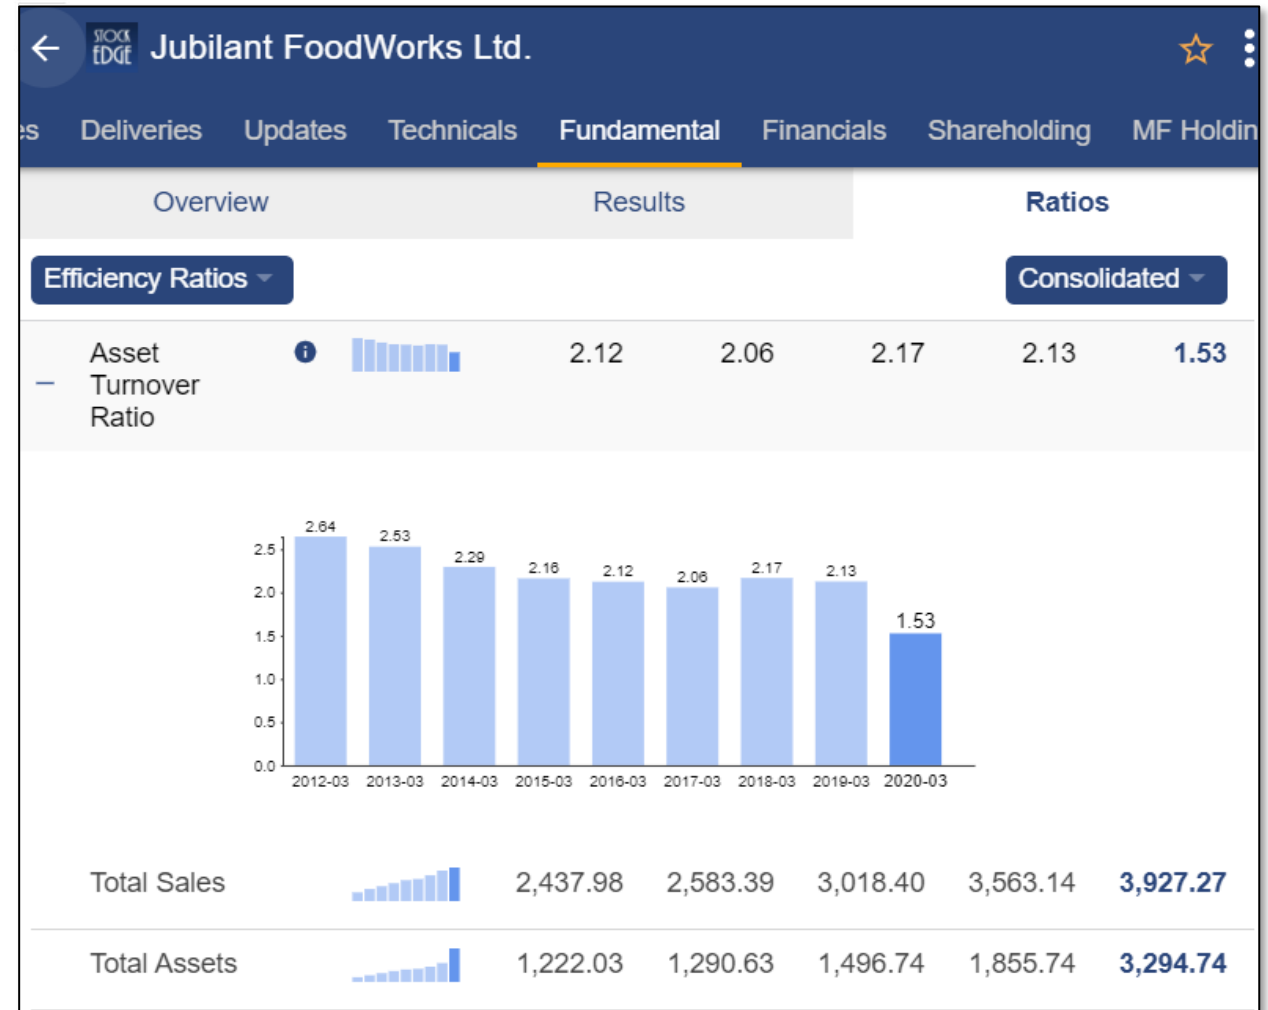 STOCK
EDGE
Jubilant FoodWorks Ltd.
es Deliveries Updates Technicals Fundamental Financials Shareholding MF Holdin
Overview Results Ratios
Efficiency Ratios Consolidated
Asset 2.12 2.06 2.17 2.13 1.53
Turnover
Ratio
2.64
2.53
2.29
2.16 2.12 2.06 2.17 2.13
1.53
2.5
2.0
1.5
1.0
0.5
0.0
2012-03 2013-03 2014-03 2015-03 2016-03 2017-03 2018-03 2019-03 2020-03
Total Sales 2,437.98 2,583.39 3,018.40 3,563.14 3,927.27
Total Assets 1,222.03 1,290.63 1,496.74 1,855.74 3,294.74